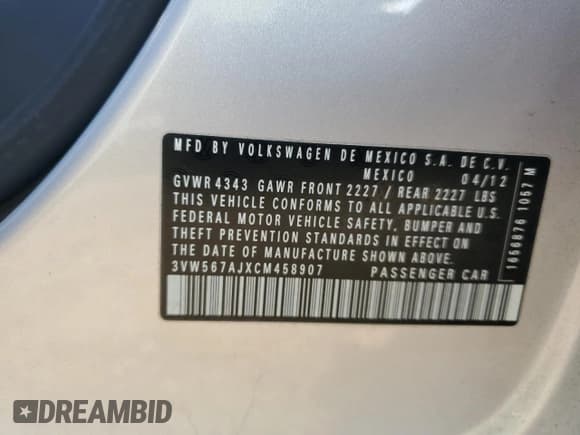 MFD BY VOLKSWAGEN DE MEXICO S.A. DE C.V.
MEXICO 04/12
GVWR 4343 GAWR FRONT 2227 / REAR 2227 LBS
THIS VEHICLE CONFORMS TO ALL APPLICABLE U.S.
FEDERAL MOTOR VEHICLE SAFETY, BUMPER AND
THEFT PREVENTION STANDARDS IN EFFECT ON
THE DATE OF MANUFACTURE SHOWN ABOVE.
3VW567AJXCM458907 PASSENGER CAR
1656876 1057 M
DREAMBID